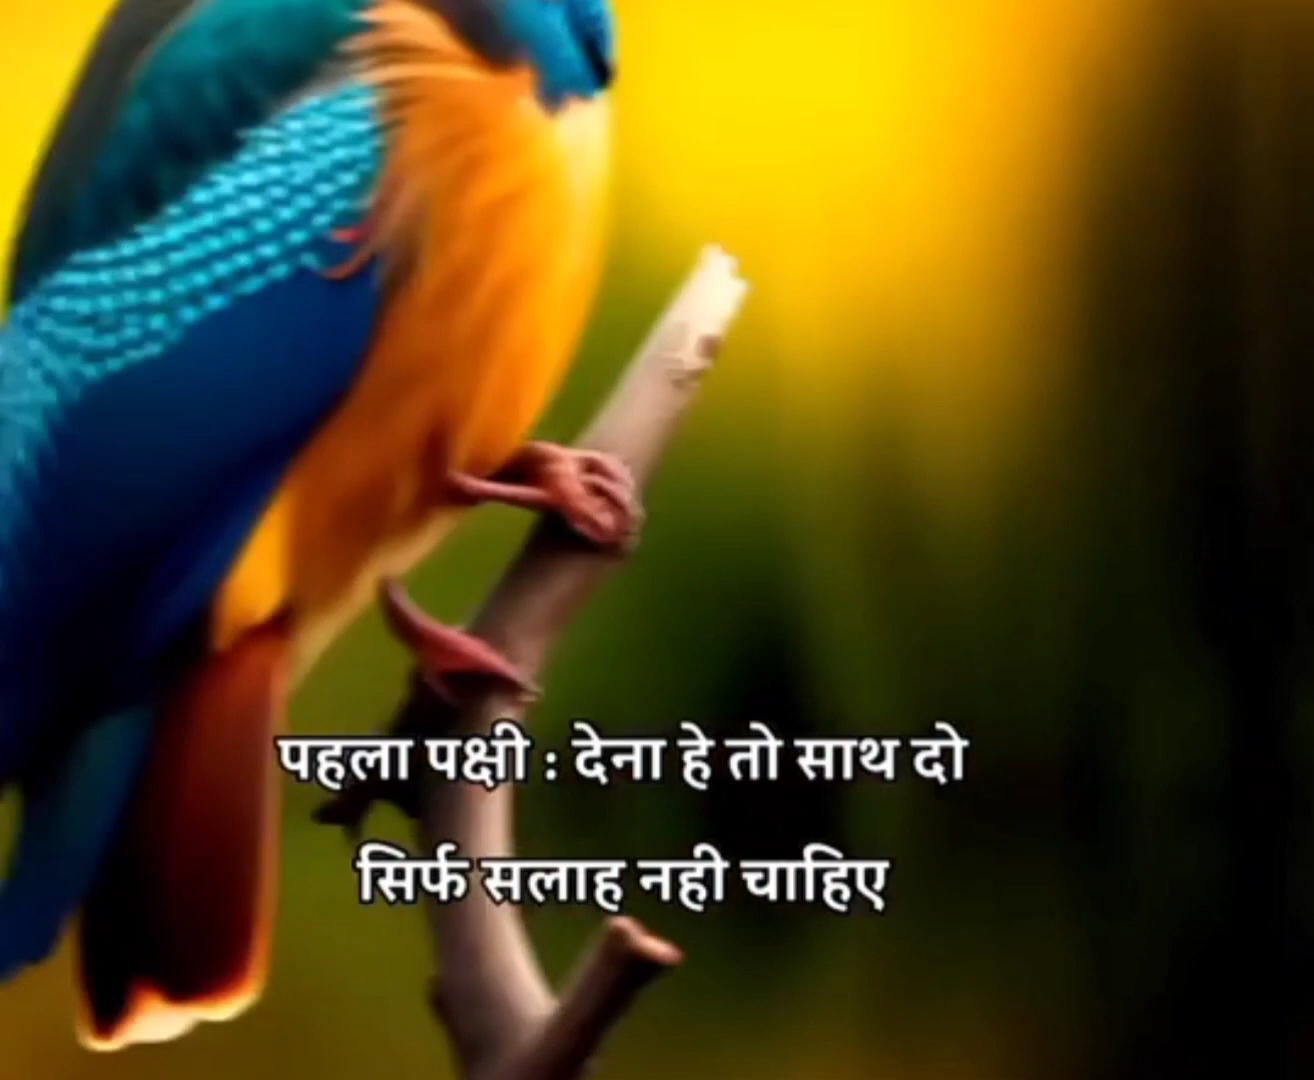 पहला पक्षी : देना हे तो साथ दो
सिर्फ सलाह नही चाहिए